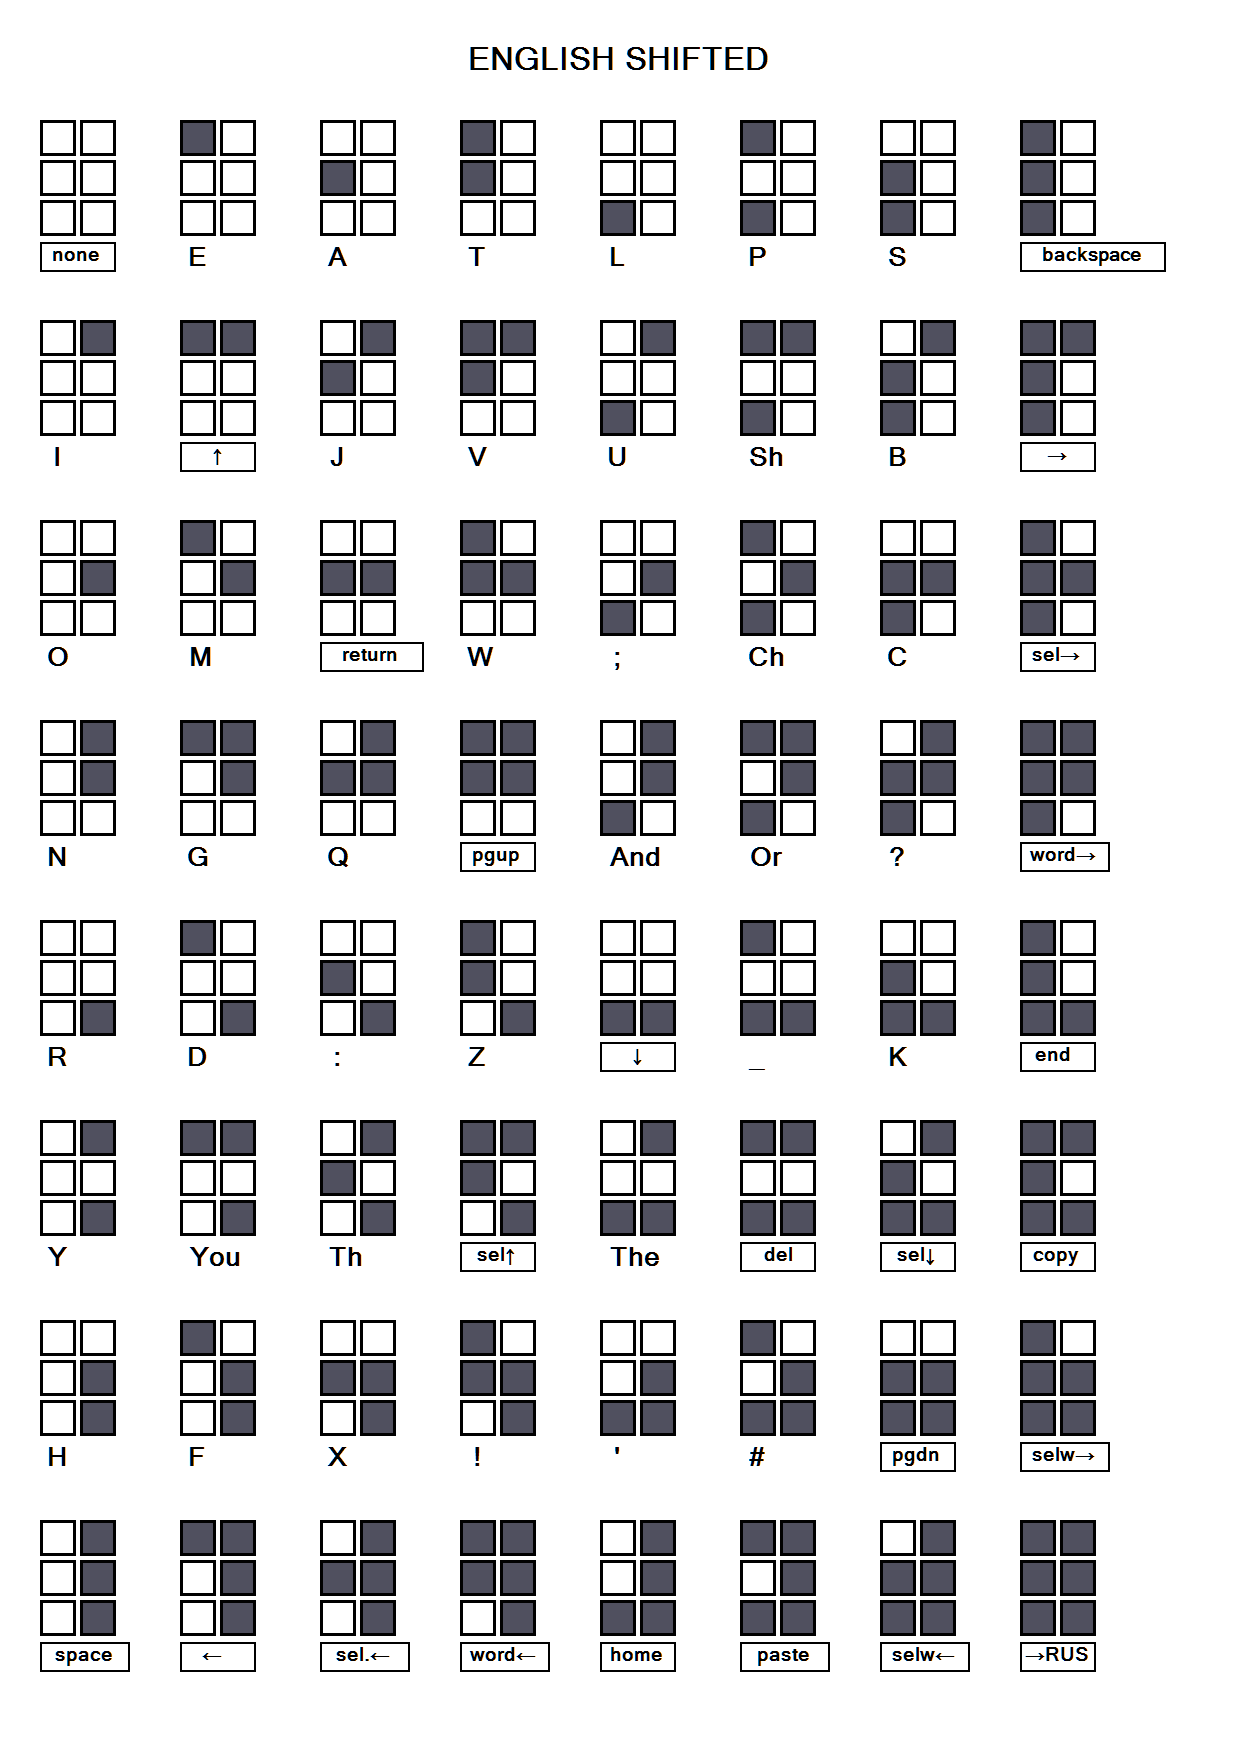 ENGLISH SHIFTED
none E A T L P S backspace
I ↑ J V U Sh B →
O M return W ; Ch C sel→
N G Q pgup And Or ? word→
R D : Z ↓ _ K end
Y You Th sel↑ The del sel↓ copy
H F X ! ' # pgdn selw→
space ← sel.← word← home paste selw← →RUS